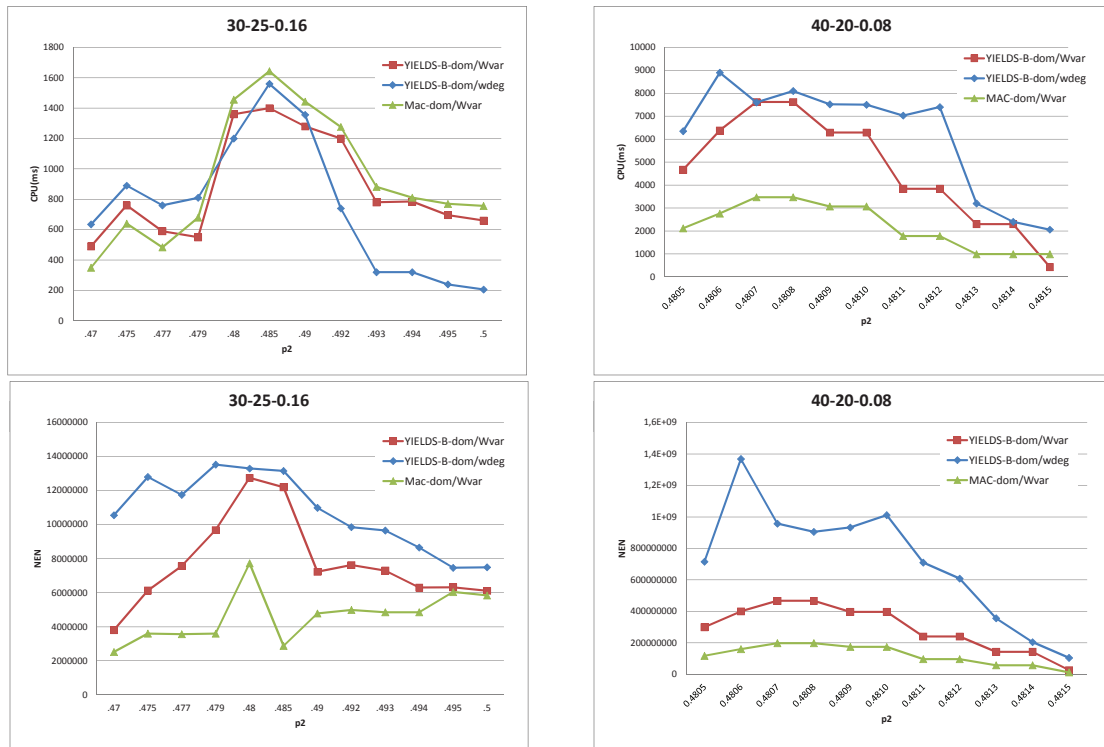 30-25-0.16
1800
1600
1400
1200
1000
800
600
400
200
0
CPU(ms)
YIELDS-B-dom/Wvar
YIELDS-B-dom/wdeg
Mac-dom/Wvar
.47 .475 .477 .479 .48 .485 .49 .492 .493 .494 .495 .5
p2
40-20-0.08
10000
9000
8000
7000
6000
5000
4000
3000
2000
1000
0
CPU(ms)
YIELDS-B-dom/Wvar
YIELDS-B-dom/wdeg
MAC-dom/Wvar
0.4805 0.4806 0.4807 0.4808 0.4809 0.4810 0.4811 0.4812 0.4813 0.4814 0.4815
p2
30-25-0.16
16000000
14000000
12000000
10000000
8000000
6000000
4000000
2000000
0
NEN
YIELDS-B-dom/Wvar
YIELDS-B-dom/wdeg
Mac-dom/Wvar
.47 .475 .477 .479 .48 .485 .49 .492 .493 .494 .495 .5
p2
40-20-0.08
1,6E+09
1,4E+09
1,2E+09
1E+09
800000000
600000000
400000000
200000000
0
NEN
YIELDS-B-dom/Wvar
YIELDS-B-dom/wdeg
MAC-dom/Wvar
0.4805 0.4806 0.4807 0.4808 0.4809 0.4810 0.4811 0.4812 0.4813 0.4814 0.4815
p2